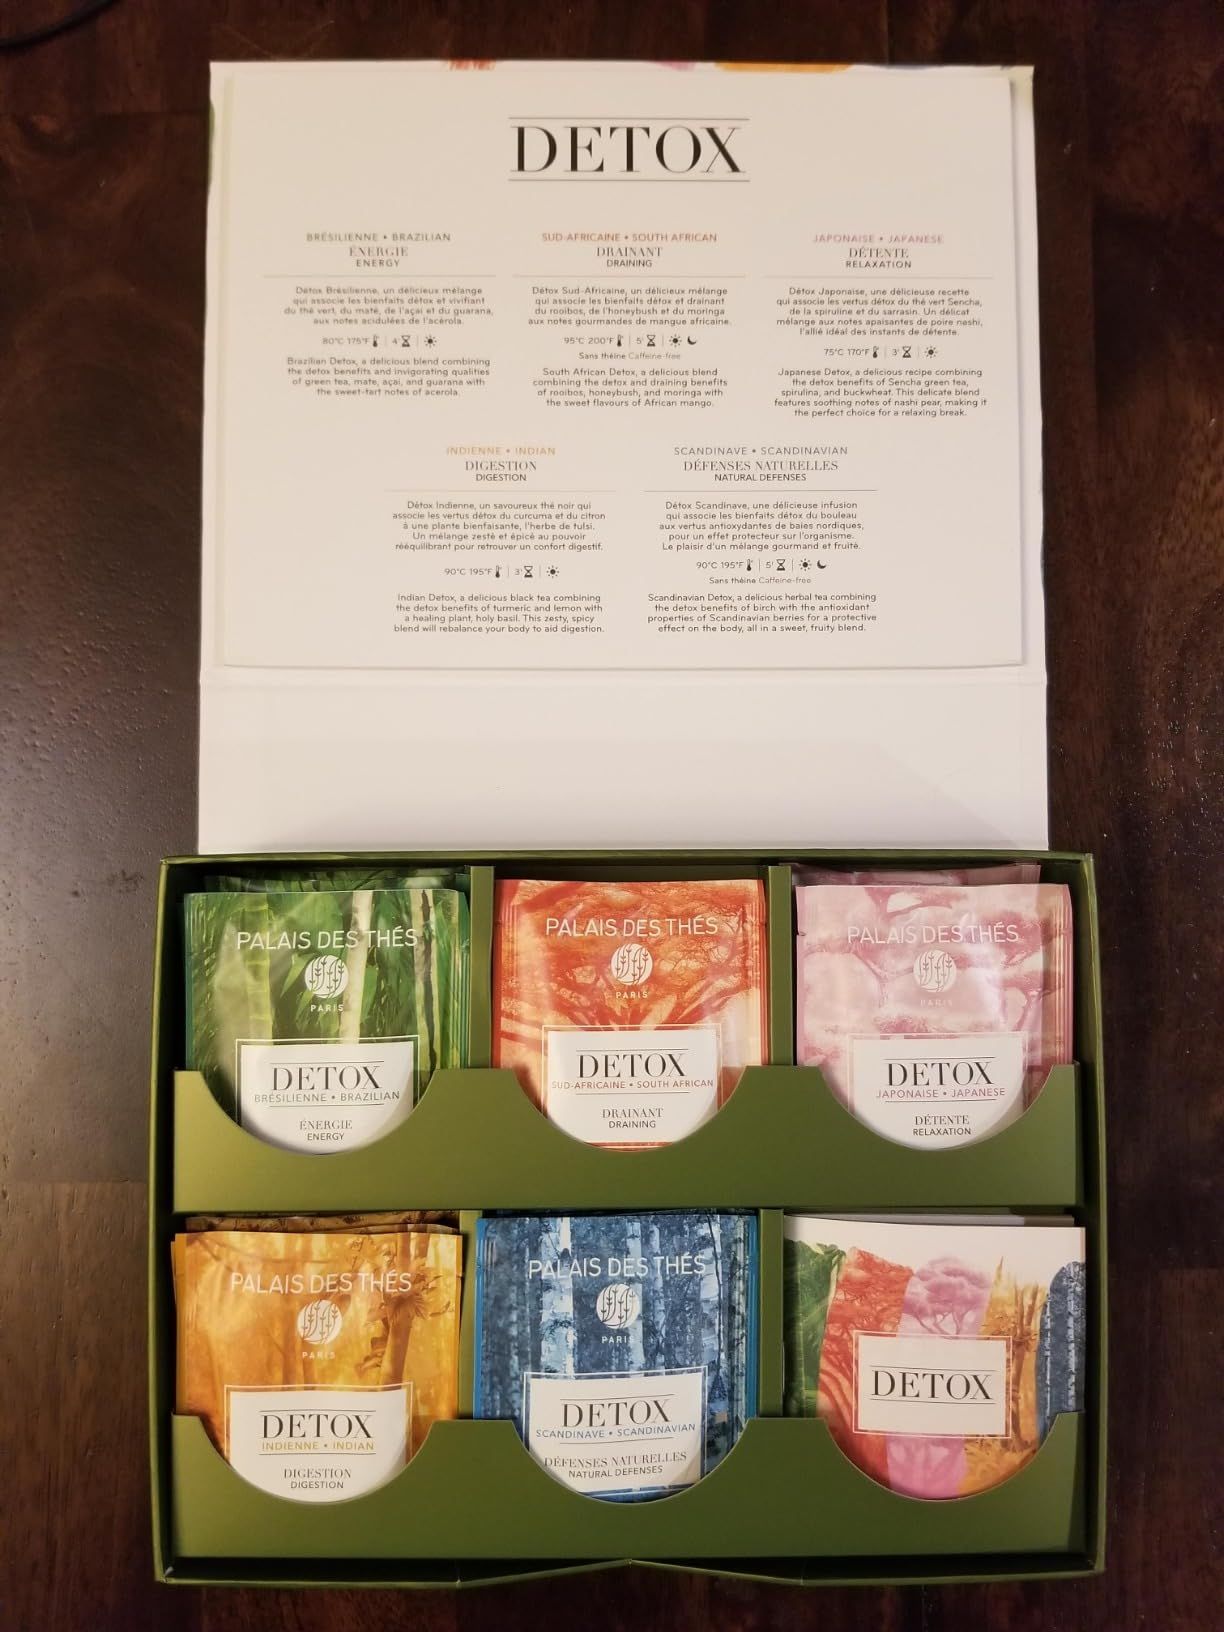 DETOX
BRÉSILIENNE • BRAZILIAN
ÉNERGIE
ENERGY
Détox Brésilienne, un délicieux mélange
qui associe les bienfaits détox et vivifiant
du thé vert, du maté, de l'açaï et du guarana,
aux notes acidulées de l'acérola.
80°C 175°F | 4' |
Brazilian Detox, a delicious blend combining
the detox benefits and invigorating qualities
of green tea, mate, açai, and guarana with
the sweet-tart notes of acerola.
SUD-AFRICAINE • SOUTH AFRICAN
DRAINANT
DRAINING
Détox Sud-Africaine, un délicieux mélange
qui associe les bienfaits détox et drainant
du rooibos, de l'honeybush et du moringa
aux notes gourmandes de mangue africaine.
95°C 200°F | 5' |
Sans théine Caffeine-free
South African Detox, a delicious blend
combining the detox and draining benefits
of rooibos, honeybush, and moringa with
the sweet flavours of African mango.
JAPONAISE • JAPANESE
DÉTENTE
RELAXATION
Détox Japonaise, une délicieuse recette
qui associe les vertus détox du thé vert Sencha,
de la spiruline et du sarrasin. Un délicat
mélange aux notes apaisantes de poire nashi,
l'allié idéal des instants de détente.
75°C 170°F | 3' |
Japanese Detox, a delicious recipe combining
the detox benefits of Sencha green tea,
spirulina, and buckwheat. This delicate blend
features soothing notes of nashi pear, making it
the perfect choice for a relaxing break.
INDIENNE • INDIAN
DIGESTION
DIGESTION
Détox Indienne, un savoureux thé noir qui
associe les vertus détox du curcuma et du citron
à une plante bienfaisante, l'herbe de tulsi.
Un mélange zesté et épicé au pouvoir
rééquilibrant pour retrouver un confort digestif.
90°C 195°F | 3' |
Indian Detox, a delicious black tea combining
the detox benefits of turmeric and lemon with
a healing plant, holy basil. This zesty, spicy
blend will rebalance your body to aid digestion.
SCANDINAVE • SCANDINAVIAN
DÉFENSES NATURELLES
NATURAL DEFENSES
Détox Scandinave, une délicieuse infusion
qui associe les bienfaits détox du bouleau
aux vertus antioxydantes de baies nordiques,
pour un effet protecteur sur l'organisme.
Le plaisir d'un mélange gourmand et fruité.
90°C 195°F | 5' |
Sans théine Caffeine-free
Scandinavian Detox, a delicious herbal tea combining
the detox benefits of birch with the antioxidant
properties of Scandinavian berries for a protective
effect on the body, all in a sweet, fruity blend.
PALAIS DES THÉS
PARIS
DETOX
BRÉSILIENNE • BRAZILIAN
ÉNERGIE
ENERGY
PALAIS DES THÉS
PARIS
DETOX
SUD-AFRICAINE • SOUTH AFRICAN
DRAINANT
DRAINING
PALAIS DES THÉS
PARIS
DETOX
JAPONAISE • JAPANESE
DÉTENTE
RELAXATION
PALAIS DES THÉS
PARIS
DETOX
INDIENNE • INDIAN
DIGESTION
DIGESTION
PALAIS DES THÉS
PARIS
DETOX
SCANDINAVE • SCANDINAVIAN
DÉFENSES NATURELLES
NATURAL DEFENSES
DETOX